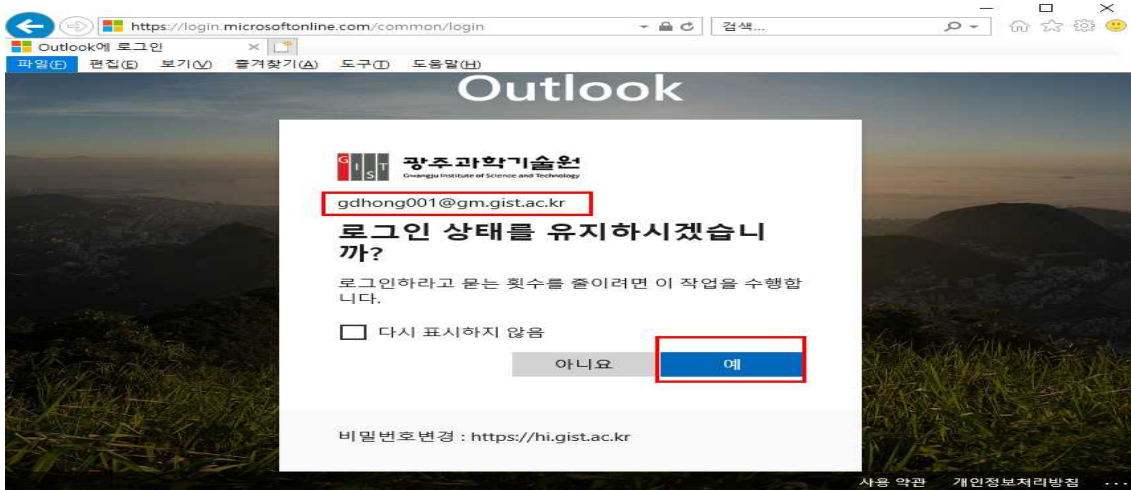 https://login.microsoftonline.com/common/login
검색...
Outlook에 로그인
파일(F) 편집(E) 보기(V) 즐겨찾기(A) 도구(T) 도움말(H)
Outlook
GIST 광주과학기술원
Gwangju Institute of Science and Technology
gdhong001@gm.gist.ac.kr
로그인 상태를 유지하시겠습니
까?
로그인하라고 묻는 횟수를 줄이려면 이 작업을 수행합
니다.
다시 표시하지 않음
아니요 예
비밀번호변경 : https://hi.gist.ac.kr
사용 약관 개인정보처리방침 ...